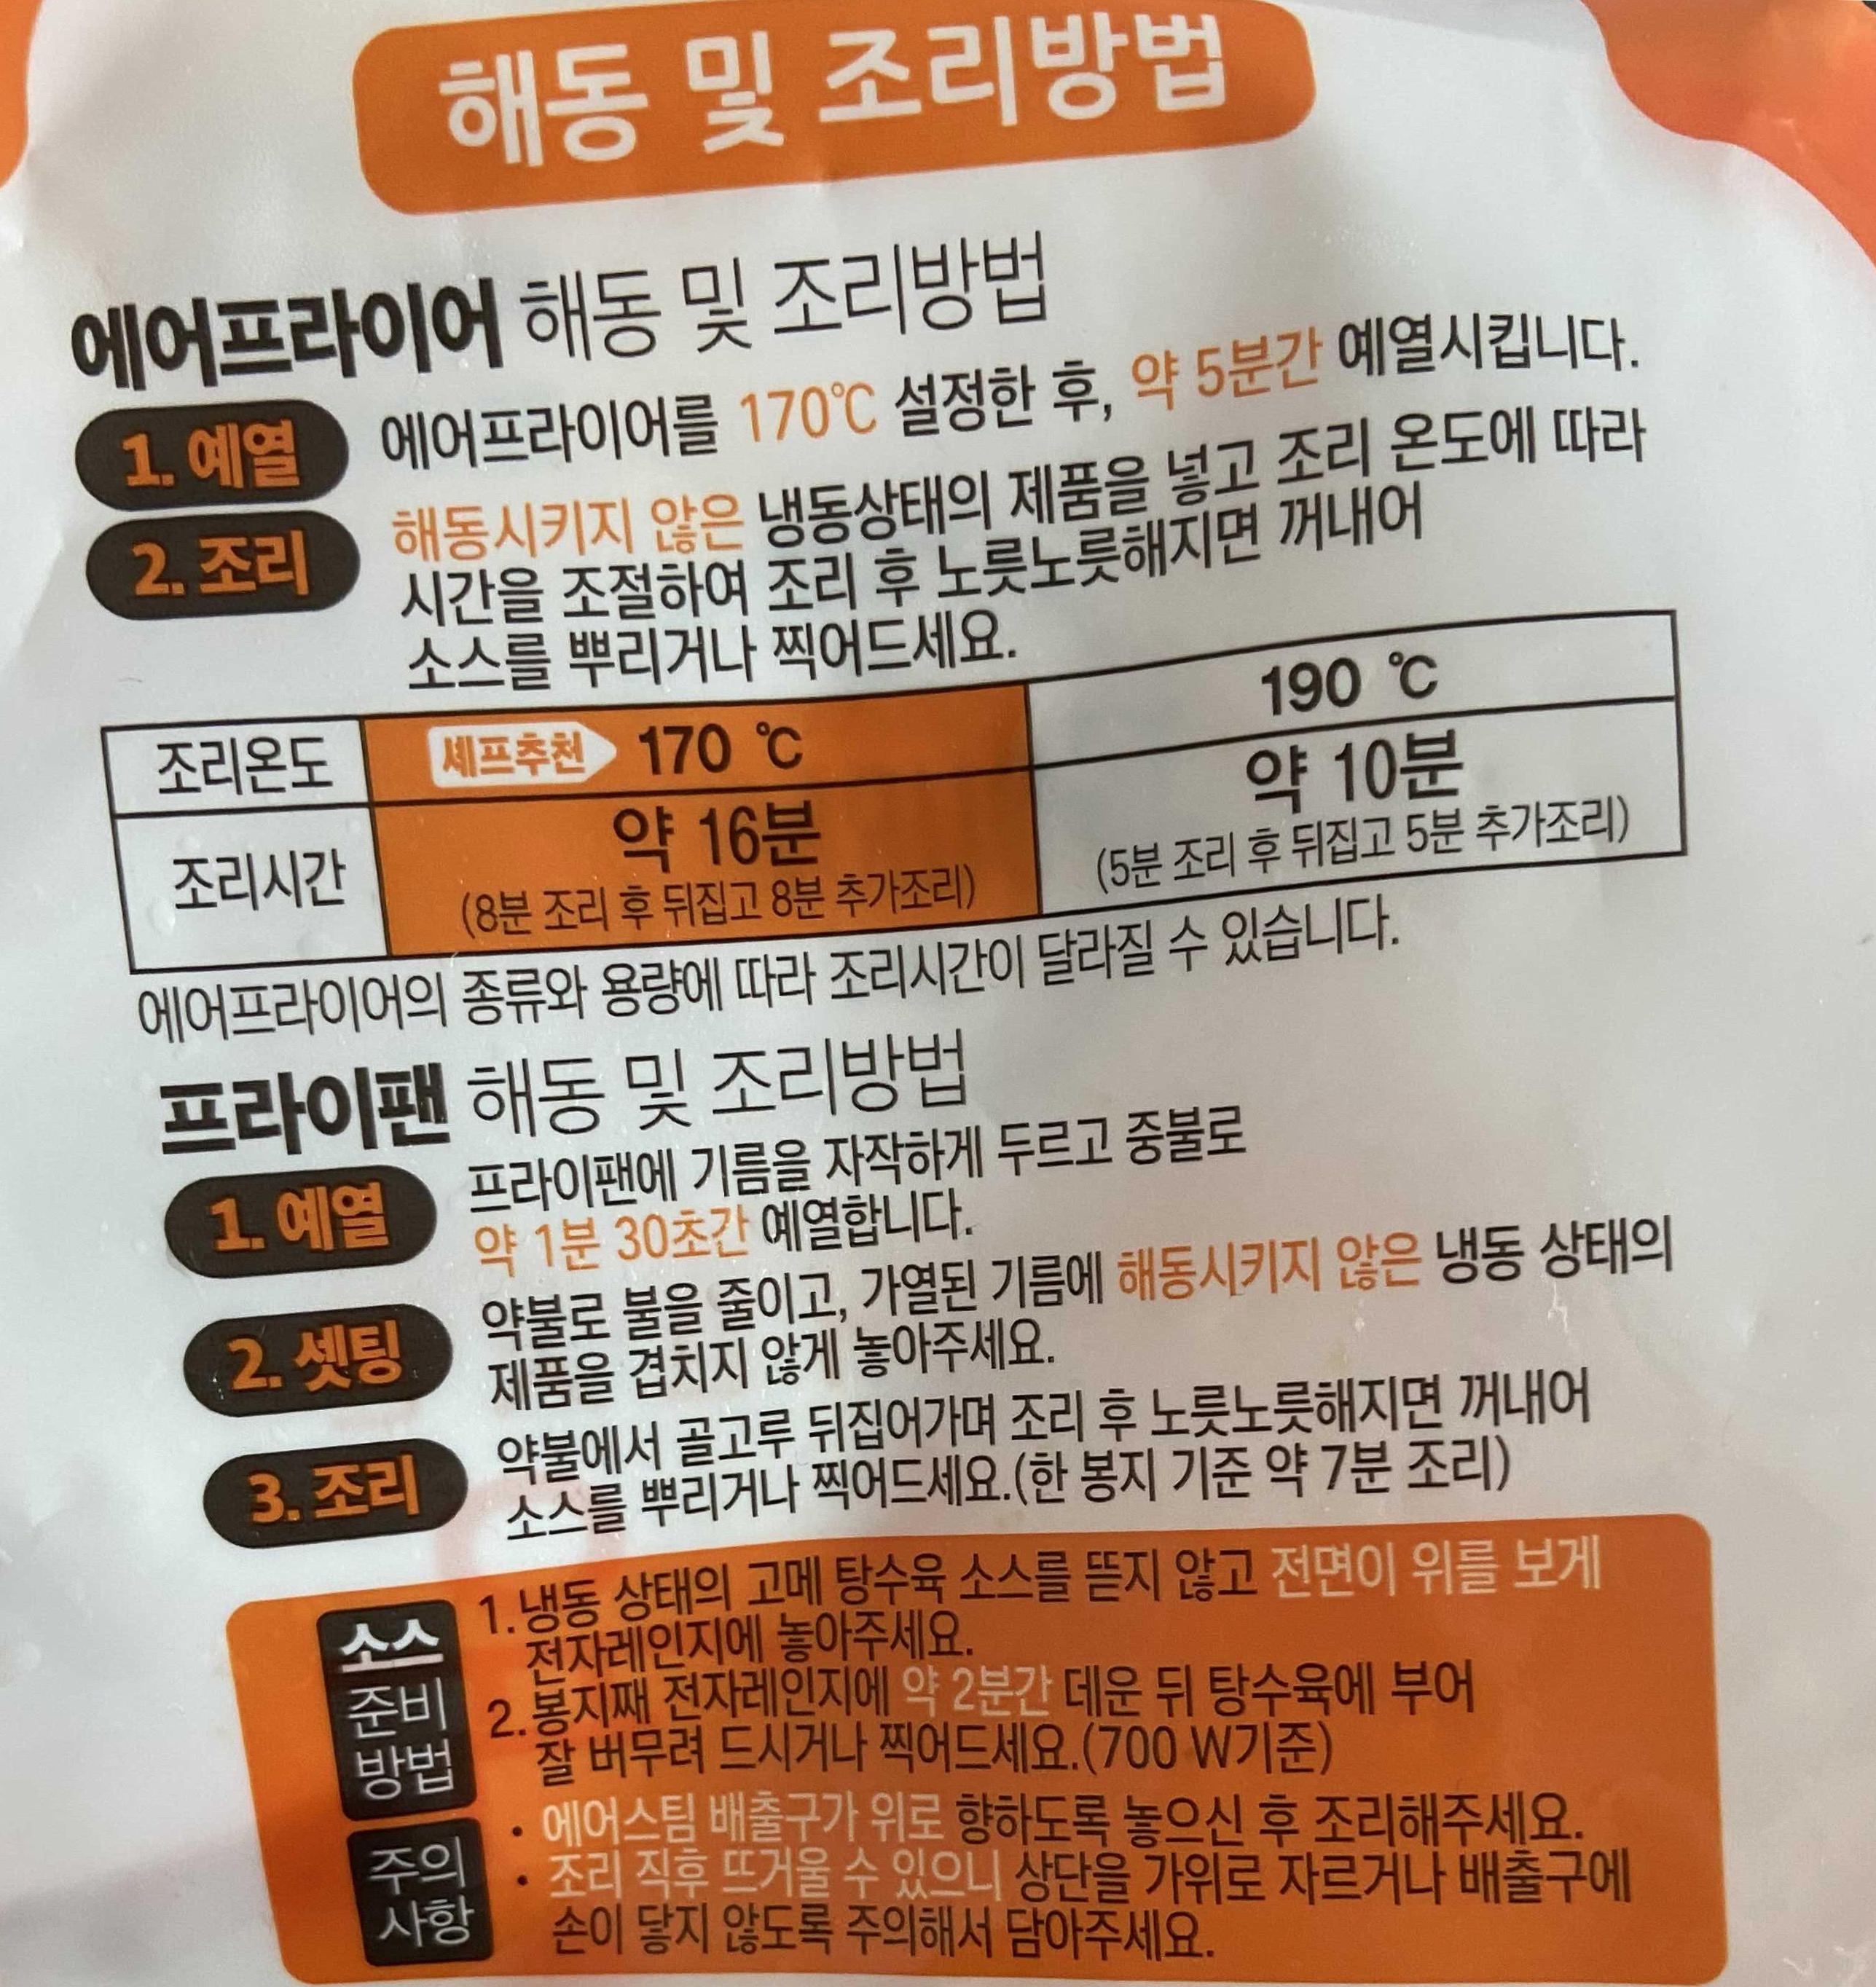 해동 및 조리방법
에어프라이어 해동 및 조리방법
1. 예열 에어프라이어를 170℃ 설정한 후, 약 5분간 예열시킵니다.
2. 조리 해동시키지 않은 냉동상태의 제품을 넣고 조리 온도에 따라
시간을 조절하여 조리 후 노릇노릇해지면 꺼내어
소스를 뿌리거나 찍어드세요.
조리온도 셰프추천 170 ℃ 190 ℃
조리시간 약 16분 약 10분
(8분 조리 후 뒤집고 8분 추가조리) (5분 조리 후 뒤집고 5분 추가조리)
에어프라이어의 종류와 용량에 따라 조리시간이 달라질 수 있습니다.
프라이팬 해동 및 조리방법
1. 예열 프라이팬에 기름을 자작하게 두르고 중불로
약 1분 30초간 예열합니다.
2. 셋팅 약불로 불을 줄이고, 가열된 기름에 해동시키지 않은 냉동 상태의
제품을 겹치지 않게 놓아주세요.
3. 조리 약불에서 골고루 뒤집어가며 조리 후 노릇노릇해지면 꺼내어
소스를 뿌리거나 찍어드세요.(한 봉지 기준 약 7분 조리)
소스
준비
방법
1. 냉동 상태의 고메 탕수육 소스를 뜯지 않고 전면이 위를 보게
전자레인지에 놓아주세요.
2. 봉지째 전자레인지에 약 2분간 데운 뒤 탕수육에 부어
잘 버무려 드시거나 찍어드세요.(700 W기준)
주의
사항
· 에어스팀 배출구가 위로 향하도록 놓으신 후 조리해주세요.
· 조리 직후 뜨거울 수 있으니 상단을 가위로 자르거나 배출구에
손이 닿지 않도록 주의해서 담아주세요.